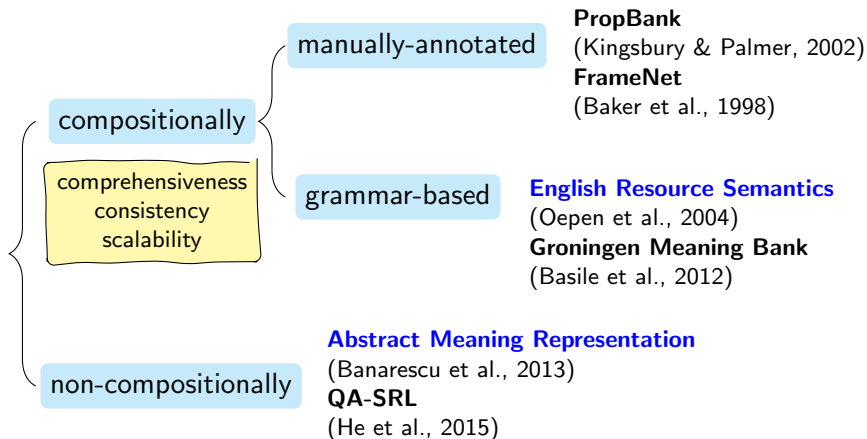 manually-annotated
PropBank
(Kingsbury & Palmer, 2002)
FrameNet
(Baker et al., 1998)
compositionally
comprehensiveness
consistency
scalability
grammar-based
English Resource Semantics
(Oepen et al., 2004)
Groningen Meaning Bank
(Basile et al., 2012)
non-compositionally
Abstract Meaning Representation
(Banarescu et al., 2013)
QA-SRL
(He et al., 2015)